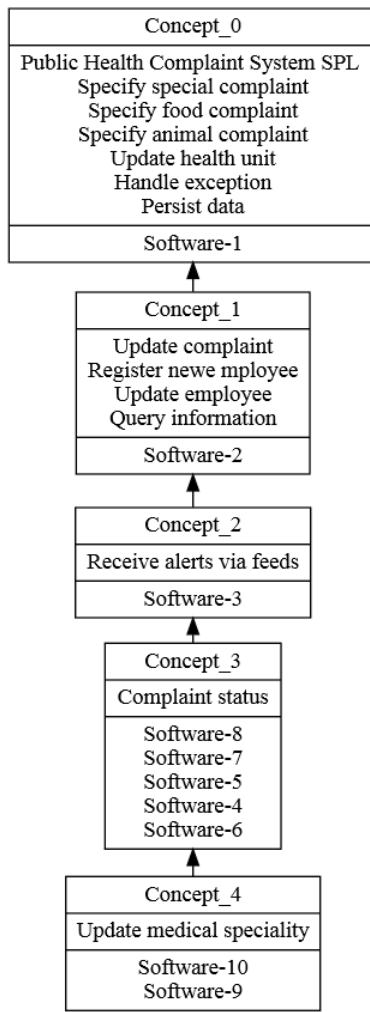 Concept_0
Public Health Complaint System SPL
Specify special complaint
Specify food complaint
Specify animal complaint
Update health unit
Handle exception
Persist data
Software-1
Concept_1
Update complaint
Register newe mployee
Update employee
Query information
Software-2
Concept_2
Receive alerts via feeds
Software-3
Concept_3
Complaint status
Software-8
Software-7
Software-5
Software-4
Software-6
Concept_4
Update medical speciality
Software-10
Software-9